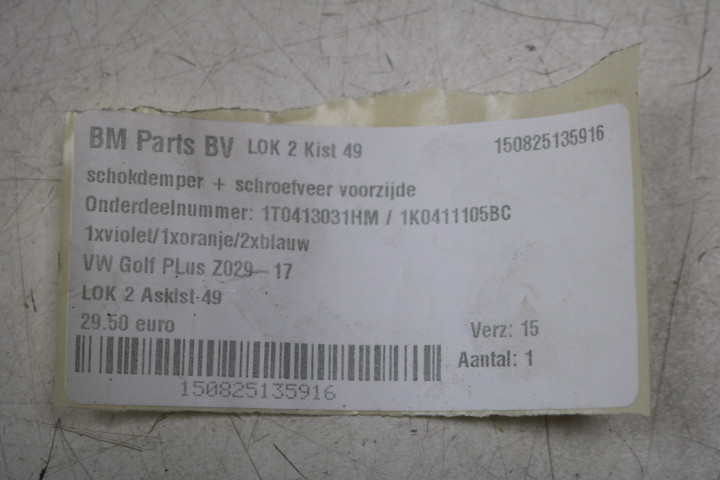 BM Parts BV LOK 2 Kist 49 150825135916
schokdemper + schroefveer voorzijde
Onderdeelnummer: 1T0413031HM / 1K0411105BC
1xviolet/1xoranje/2xblauw
VW Golf PLus Z029-17
LOK 2 Askist 49
29.50 euro Verz: 15
Aantal: 1
150825135916